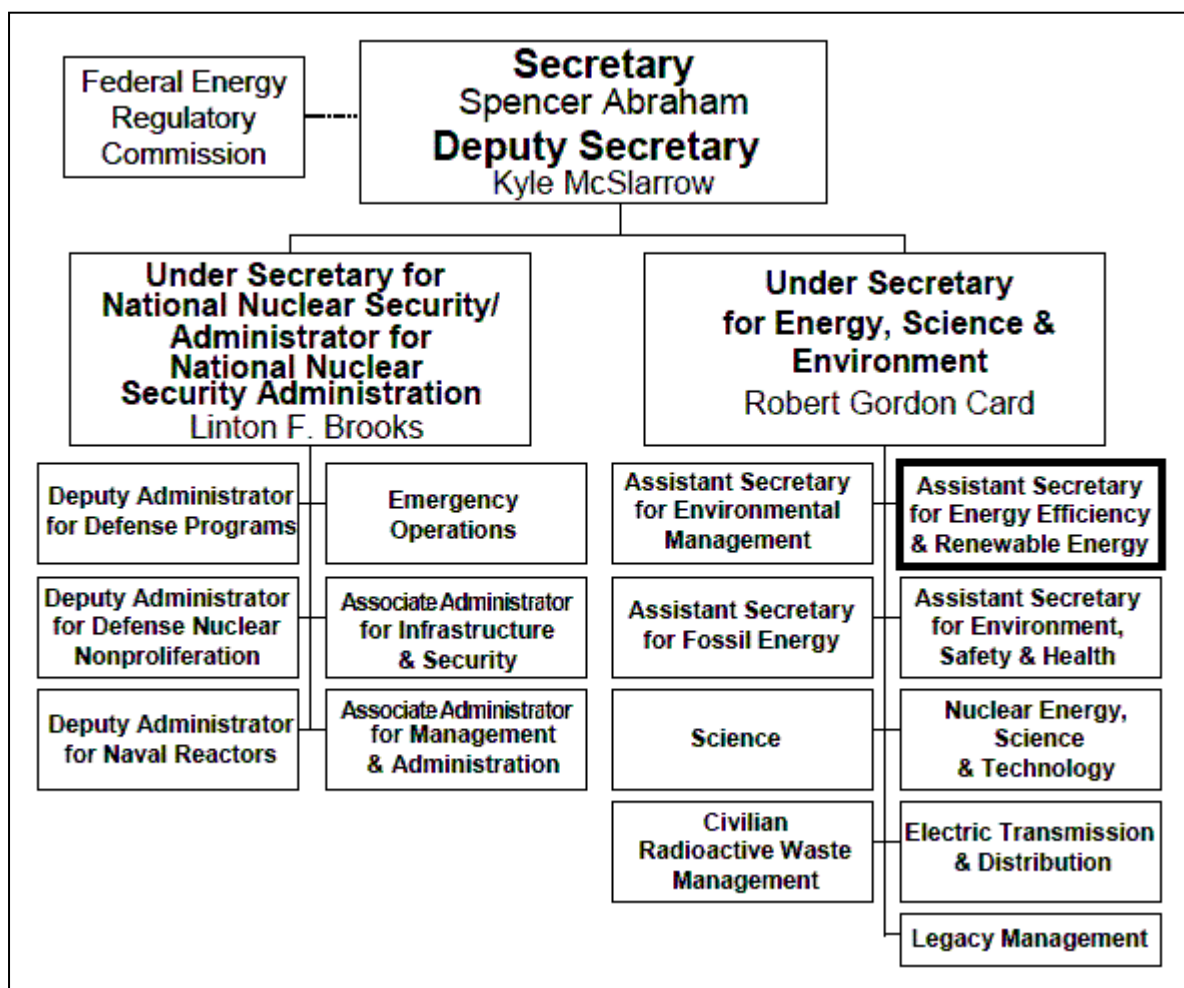 Federal Energy
Regulatory
Commission
Secretary
Spencer Abraham
Deputy Secretary
Kyle McSlarrow
Under Secretary for
National Nuclear Security/
Administrator for
National Nuclear
Security Administration
Linton F. Brooks
Under Secretary
for Energy, Science &
Environment
Robert Gordon Card
Deputy Administrator
for Defense Programs
Emergency
Operations
Deputy Administrator
for Defense Nuclear
Nonproliferation
Associate Administrator
for Infrastructure
& Security
Deputy Administrator
for Naval Reactors
Associate Administrator
for Management
& Administration
Assistant Secretary
for Environmental
Management
Assistant Secretary
for Energy Efficiency
& Renewable Energy
Assistant Secretary
for Fossil Energy
Assistant Secretary
for Environment,
Safety & Health
Science
Nuclear Energy,
Science
& Technology
Civilian
Radioactive Waste
Management
Electric Transmission
& Distribution
Legacy Management